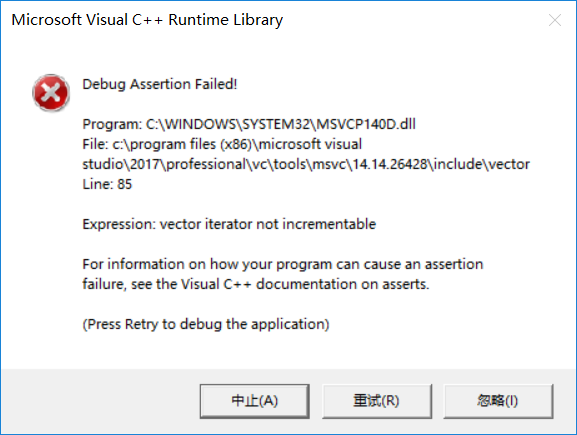 Microsoft Visual C++ Runtime Library
Debug Assertion Failed!
Program: C:\WINDOWS\SYSTEM32\MSVCP140D.dll
File: c:\program files (x86)\microsoft visual
studio\2017\professional\vc\tools\msvc\14.14.26428\include\vector
Line: 85
Expression: vector iterator not incrementable
For information on how your program can cause an assertion
failure, see the Visual C++ documentation on asserts.
(Press Retry to debug the application)
中止(A) 重试(R) 忽略(I)